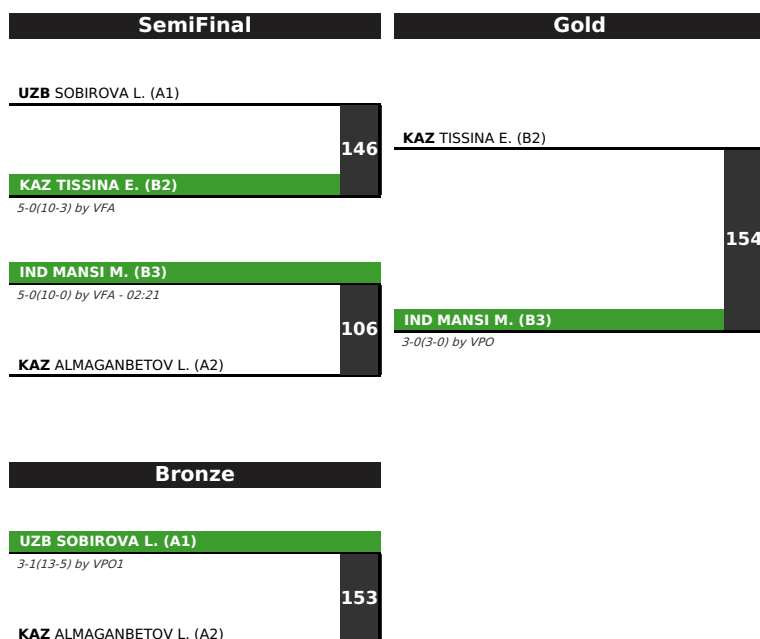 SemiFinal
UZB SOBIROVA L. (A1)
146
KAZ TISSINA E. (B2)
5-0(10-3) by VFA
IND MANSI M. (B3)
5-0(10-0) by VFA - 02:21
106
KAZ ALMAGANBETOV L. (A2)
Gold
KAZ TISSINA E. (B2)
154
IND MANSI M. (B3)
3-0(3-0) by VPO
Bronze
UZB SOBIROVA L. (A1)
3-1(13-5) by VPO1
153
KAZ ALMAGANBETOV L. (A2)